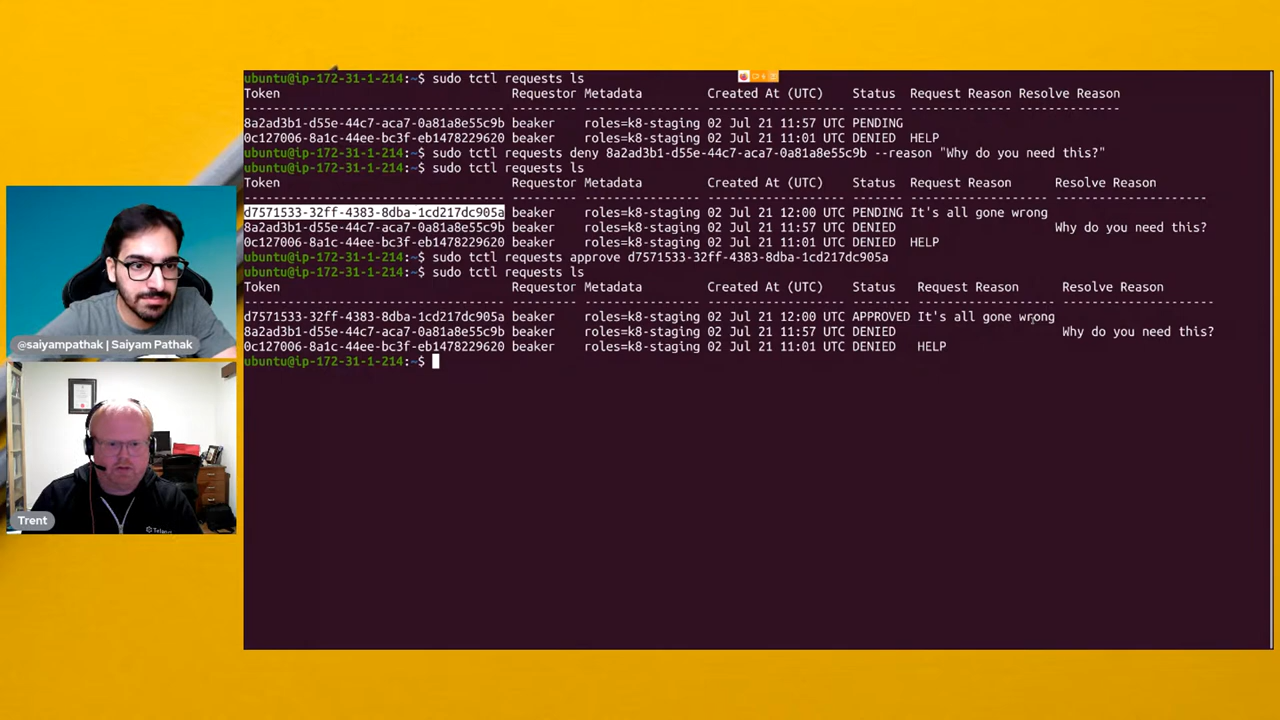 ubuntu@ip-172-31-1-214:~$ sudo tctl requests ls
Token Requestor Metadata Created At (UTC) Status Request Reason Resolve Reason
------------------------------------ --------- ---------------- ------------------- ------- -------------- --------------
8a2ad3b1-d55e-44c7-aca7-0a81a8e55c9b beaker roles=k8-staging 02 Jul 21 11:57 UTC PENDING
0c127006-8a1c-44ee-bc3f-eb1478229620 beaker roles=k8-staging 02 Jul 21 11:01 UTC DENIED HELP
ubuntu@ip-172-31-1-214:~$ sudo tctl requests deny 8a2ad3b1-d55e-44c7-aca7-0a81a8e55c9b --reason "Why do you need this?"
ubuntu@ip-172-31-1-214:~$ sudo tctl requests ls
Token Requestor Metadata Created At (UTC) Status Request Reason Resolve Reason
------------------------------------ --------- ---------------- ------------------- ------- ------------------- ---------------------
d7571533-32ff-4383-8dba-1cd217dc905a beaker roles=k8-staging 02 Jul 21 12:00 UTC PENDING It's all gone wrong
8a2ad3b1-d55e-44c7-aca7-0a81a8e55c9b beaker roles=k8-staging 02 Jul 21 11:57 UTC DENIED Why do you need this?
0c127006-8a1c-44ee-bc3f-eb1478229620 beaker roles=k8-staging 02 Jul 21 11:01 UTC DENIED HELP
ubuntu@ip-172-31-1-214:~$ sudo tctl requests approve d7571533-32ff-4383-8dba-1cd217dc905a
ubuntu@ip-172-31-1-214:~$ sudo tctl requests ls
Token Requestor Metadata Created At (UTC) Status Request Reason Resolve Reason
------------------------------------ --------- ---------------- ------------------- -------- ------------------- ---------------------
d7571533-32ff-4383-8dba-1cd217dc905a beaker roles=k8-staging 02 Jul 21 12:00 UTC APPROVED It's all gone wrong
8a2ad3b1-d55e-44c7-aca7-0a81a8e55c9b beaker roles=k8-staging 02 Jul 21 11:57 UTC DENIED Why do you need this?
0c127006-8a1c-44ee-bc3f-eb1478229620 beaker roles=k8-staging 02 Jul 21 11:01 UTC DENIED HELP
ubuntu@ip-172-31-1-214:~$
@saiyampathak | Saiyam Pathak
Trent